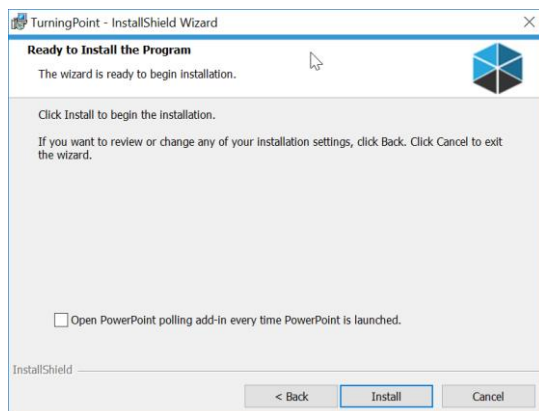 TurningPoint - InstallShield Wizard
Ready to Install the Program
The wizard is ready to begin installation.
Click Install to begin the installation.
If you want to review or change any of your installation settings, click Back. Click Cancel to exit
the wizard.
Open PowerPoint polling add-in every time PowerPoint is launched.
InstallShield
< Back Install Cancel